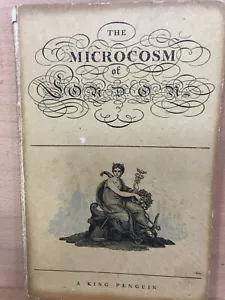 THE
MICROCOSM
of
LONDON
A KING PENGUIN